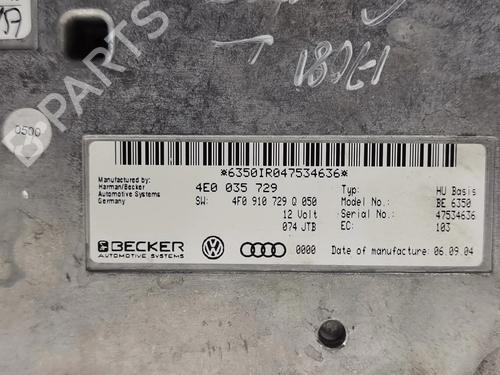 0500
*6350IR047534636*
Manufactured by:
Harman/Becker
Automotive Systems
Germany
4E0 035 729
SW: 4F0 910 729 Q 050
12 Volt
074 JTB
Typ: HU Basis
Model No.: BE 6350
Serial No.: 47534636
EC: 103
BECKER
AUTOMOTIVE SYSTEMS
0000
Date of manufacture: 06.09.04
B-PARTS